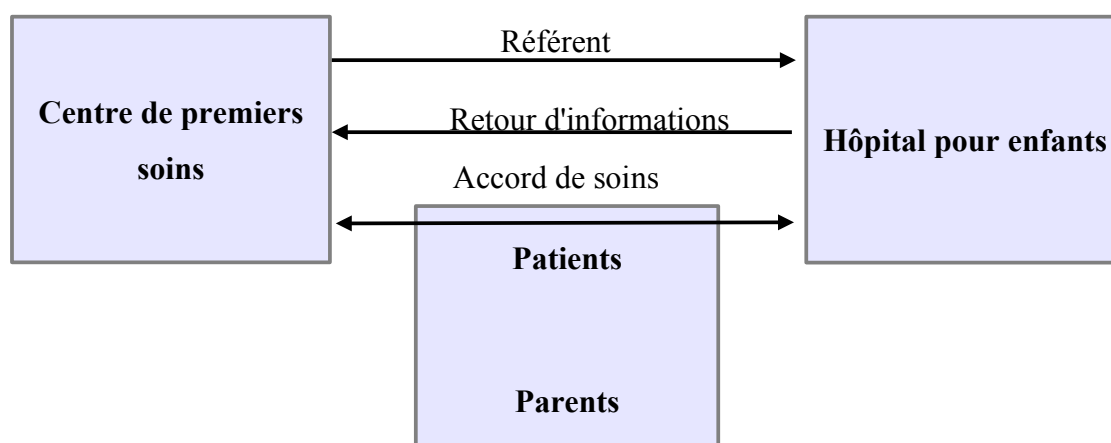 Référent
Centre de premiers
soins
Retour d'informations
Hôpital pour enfants
Accord de soins
Patients
Parents